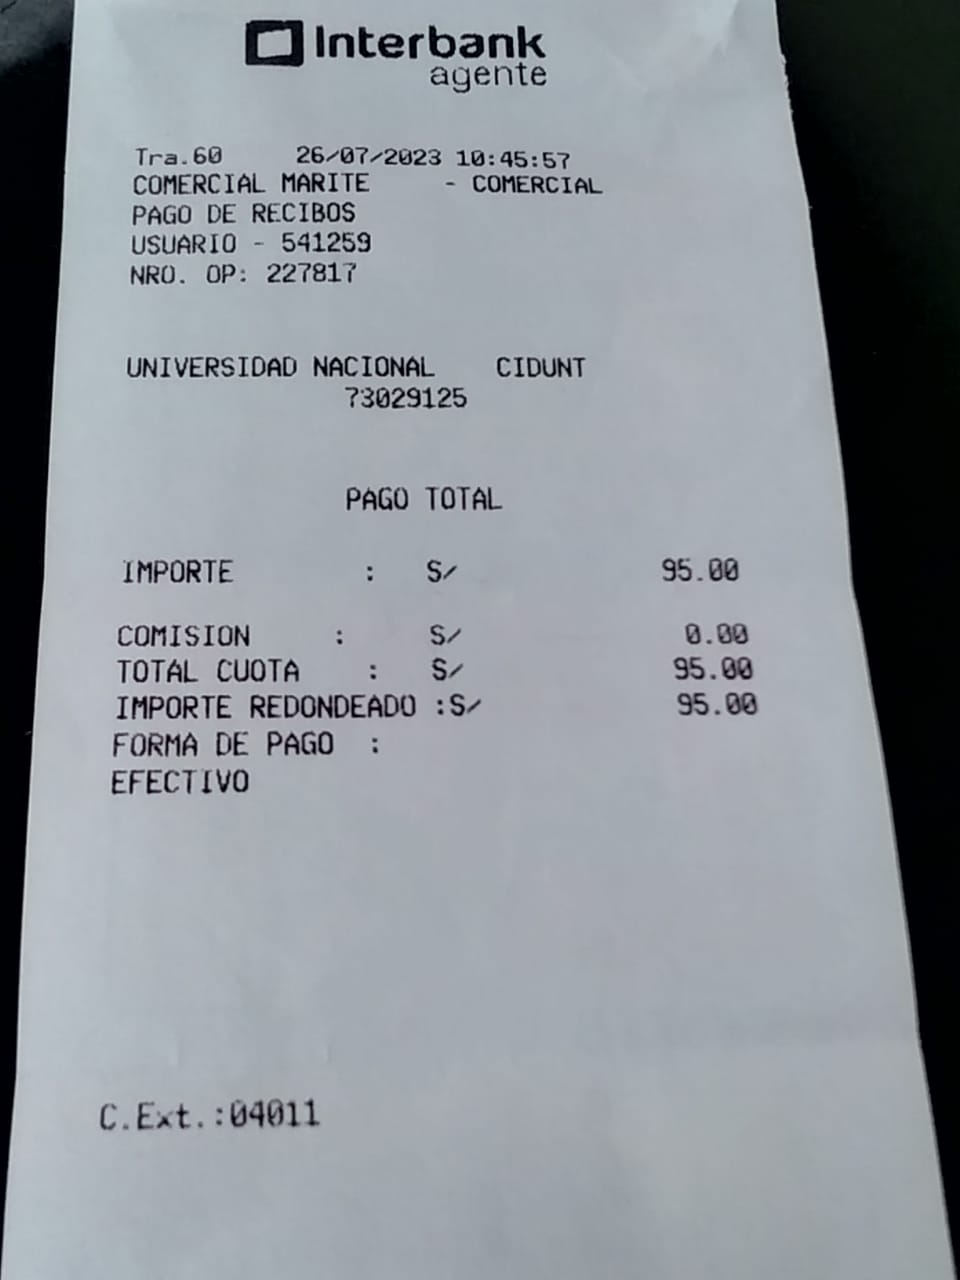 Interbank
agente
Tra.60 26/07/2023 10:45:57
COMERCIAL MARITE - COMERCIAL
PAGO DE RECIBOS
USUARIO - 541259
NRO. OP: 227817
UNIVERSIDAD NACIONAL CIDUNT
73029125
PAGO TOTAL
IMPORTE : S/ 95.00
COMISION : S/ 0.00
TOTAL CUOTA : S/ 95.00
IMPORTE REDONDEADO :S/ 95.00
FORMA DE PAGO :
EFECTIVO
C.Ext.:04011